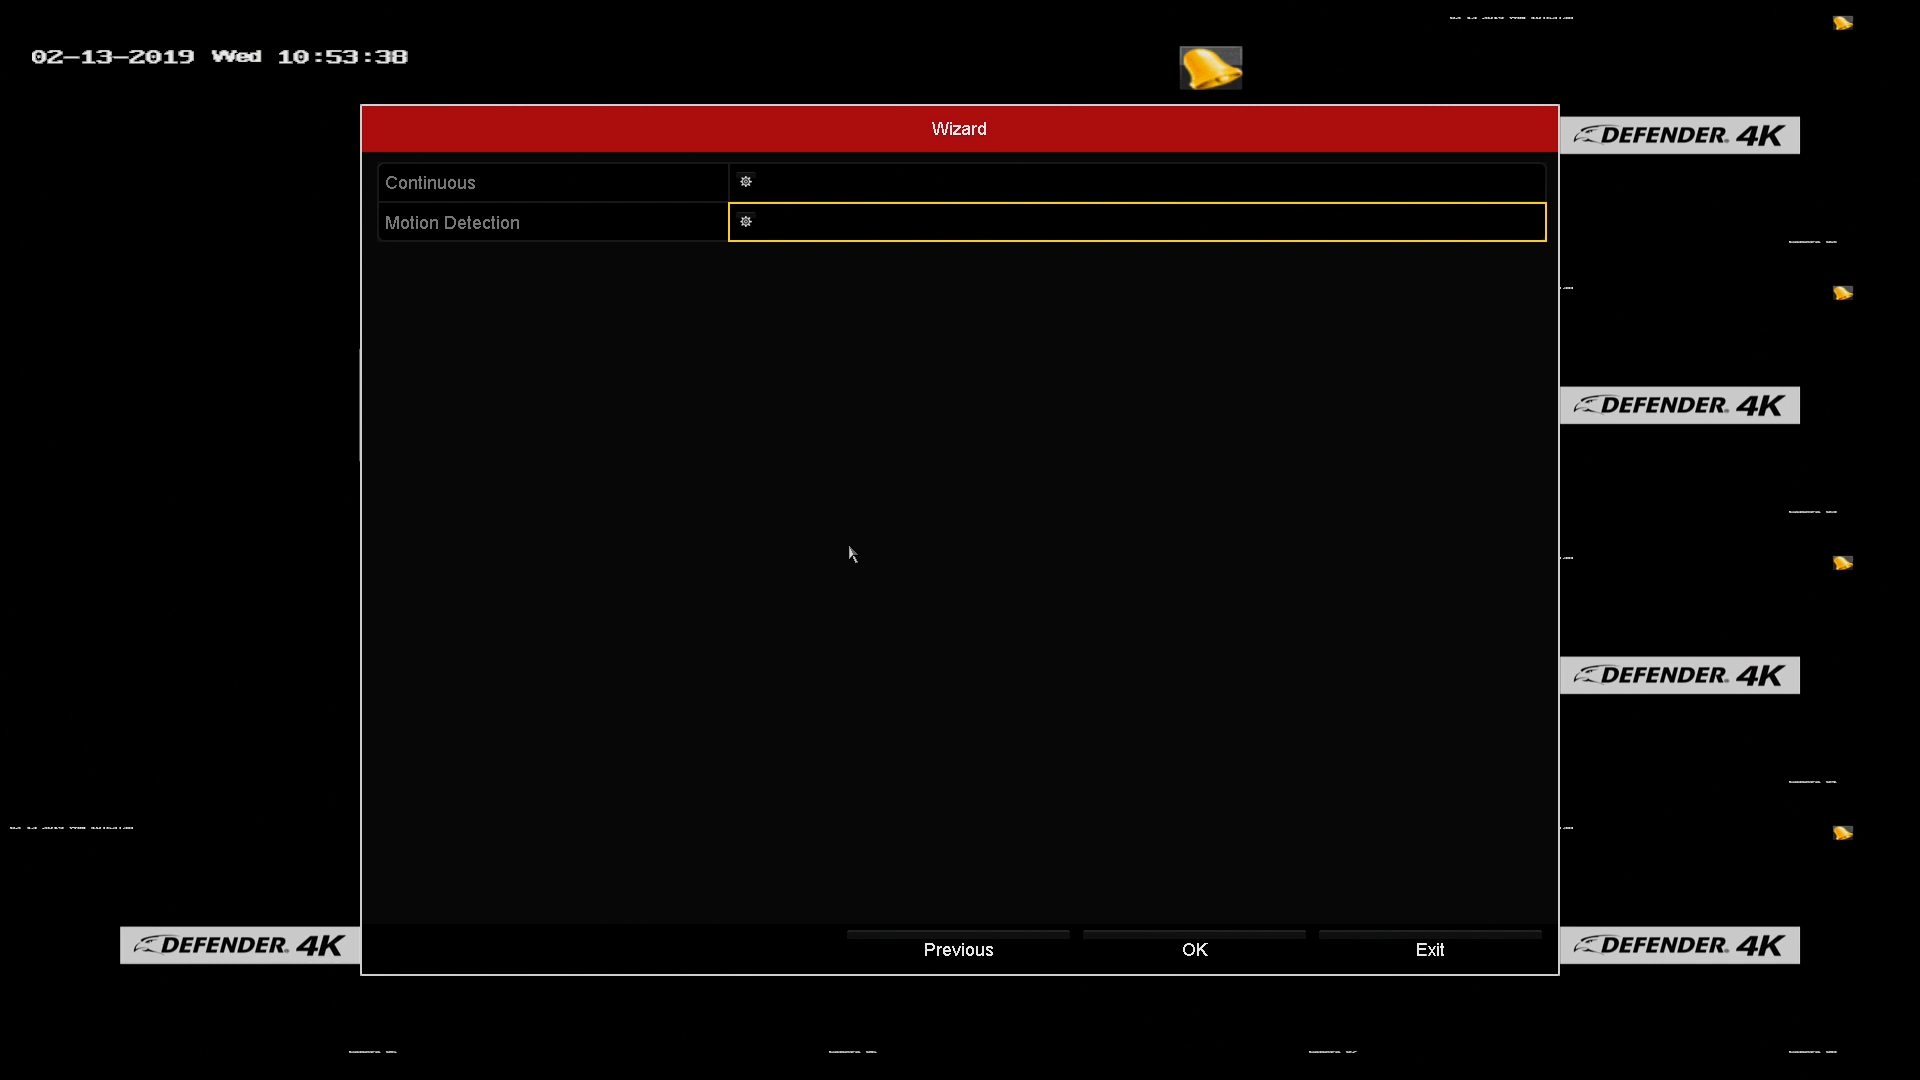 02-13-2019 Wed 10:53:38
Wizard
DEFENDER® 4K
Continuous
Motion Detection
DEFENDER® 4K
DEFENDER® 4K
DEFENDER® 4K
DEFENDER® 4K
Previous
OK
Exit